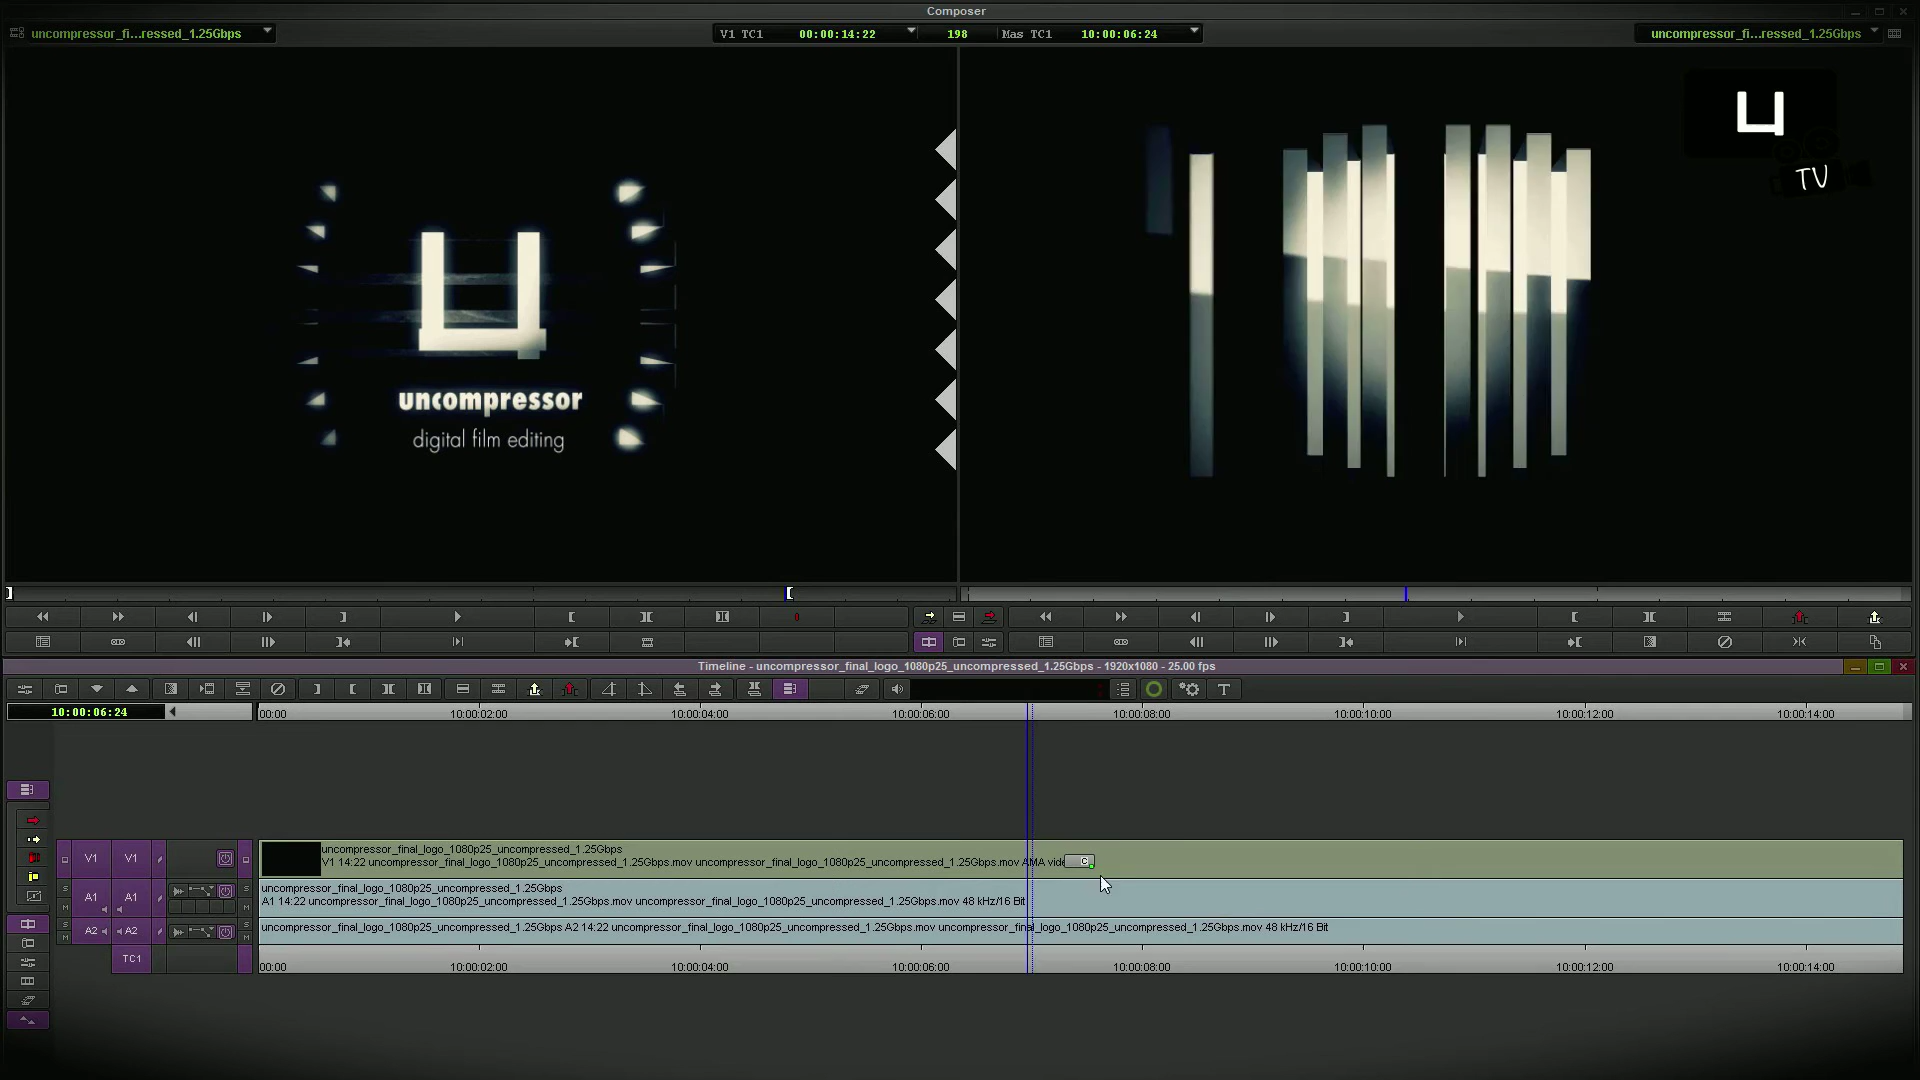 Composer
uncompressor_fi...ressed_1.25Gbps
V1 TC1 00:00:14:22 198 Mas TC1 10:00:06:24
uncompressor_fi...ressed_1.25Gbps
TV
uncompressor
digital film editing
Timeline - uncompressor_final_logo_1080p25_uncompressed_1.25Gbps - 1920x1080 - 25.00 fps
T
10:00:06:24
00:00 10:00:02:00 10:00:04:00 10:00:06:00 10:00:08:00 10:00:10:00 10:00:12:00 10:00:14:00
V1 V1
uncompressor_final_logo_1080p25_uncompressed_1.25Gbps
V1 14:22 uncompressor_final_logo_1080p25_uncompressed_1.25Gbps.mov uncompressor_final_logo_1080p25_uncompressed_1.25Gbps.mov AMA vide C
S
M
A1 A1
S
M
uncompressor_final_logo_1080p25_uncompressed_1.25Gbps
A1 14:22 uncompressor_final_logo_1080p25_uncompressed_1.25Gbps.mov uncompressor_final_logo_1080p25_uncompressed_1.25Gbps.mov 48 kHz/16 Bit
S
M
A2 A2
S
M
uncompressor_final_logo_1080p25_uncompressed_1.25Gbps A2 14:22 uncompressor_final_logo_1080p25_uncompressed_1.25Gbps.mov uncompressor_final_logo_1080p25_uncompressed_1.25Gbps.mov 48 kHz/16 Bit
TC1
00:00 10:00:02:00 10:00:04:00 10:00:06:00 10:00:08:00 10:00:10:00 10:00:12:00 10:00:14:00